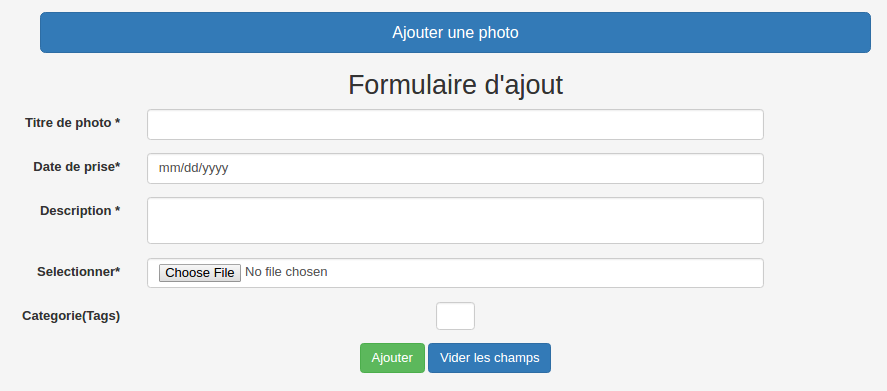 Ajouter une photo
Formulaire d'ajout
Titre de photo *
Date de prise*
mm/dd/yyyy
Description *
Selectionner*
Choose File No file chosen
Categorie(Tags)
Ajouter Vider les champs